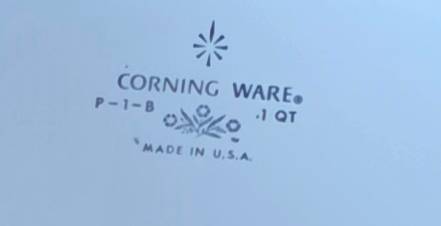 CORNING WARE®
P-1-B .1 QT
MADE IN U.S.A.